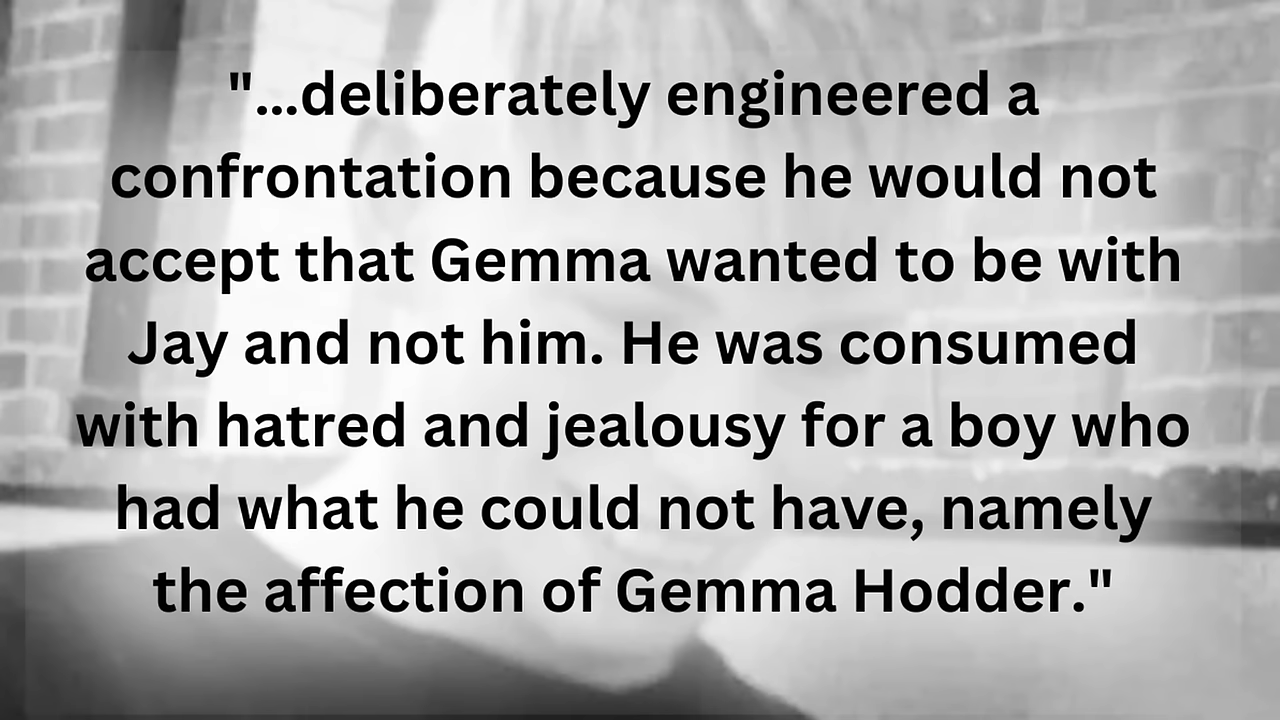 "...deliberately engineered a
confrontation because he would not
accept that Gemma wanted to be with
Jay and not him. He was consumed
with hatred and jealousy for a boy who
had what he could not have, namely
the affection of Gemma Hodder."